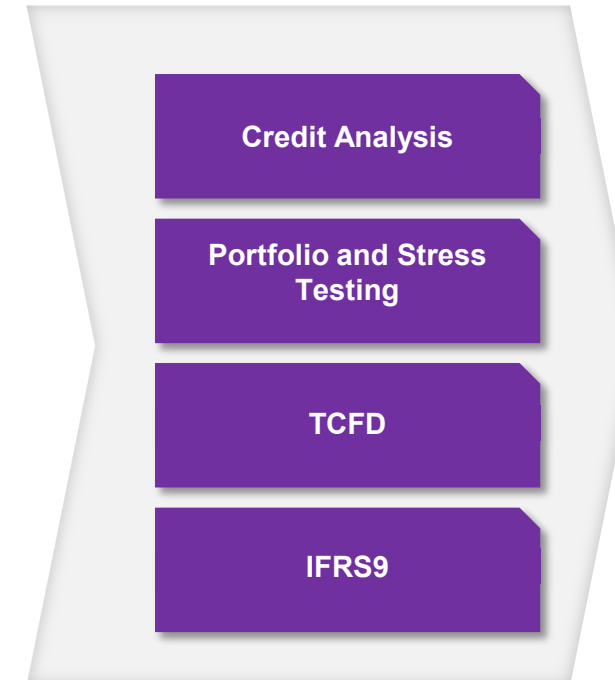 Credit Analysis
Portfolio and Stress
Testing
TCFD
IFRS9